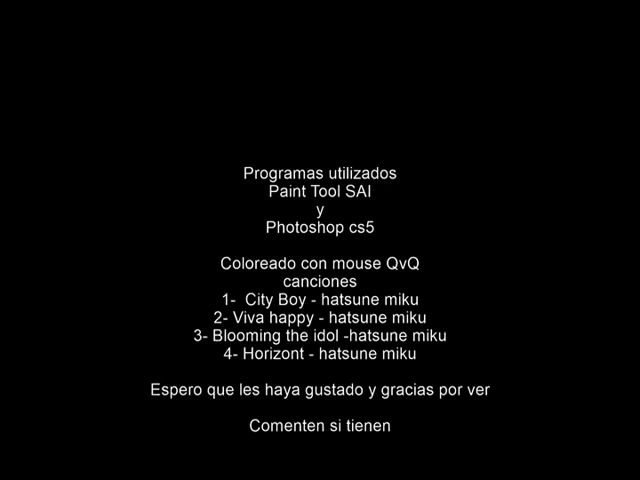 Programas utilizados
Paint Tool SAI
y
Photoshop cs5
Coloreado con mouse QvQ
canciones
1-  City Boy - hatsune miku
2- Viva happy - hatsune miku
3- Blooming the idol -hatsune miku
4- Horizont - hatsune miku
Espero que les haya gustado y gracias por ver
Comenten si tienen